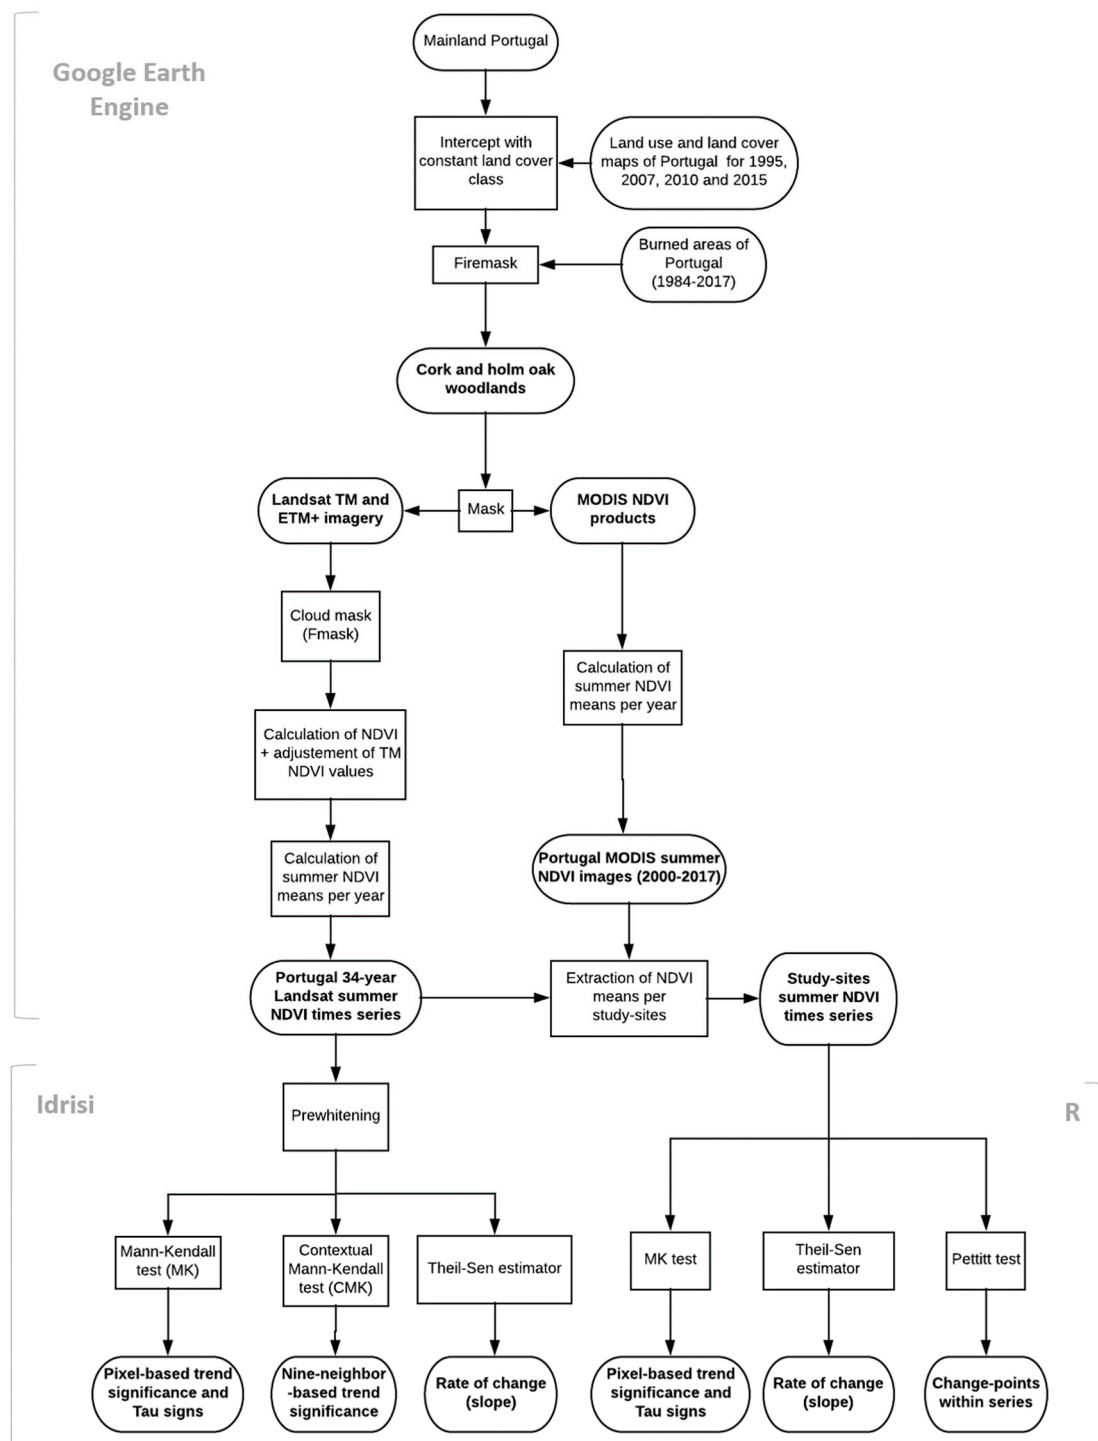 Google Earth
Engine
Mainland Portugal
Intercept with
constant land cover
class
Land use and land cover
maps of Portugal for 1995,
2007, 2010 and 2015
Firemask
Burned areas of
Portugal
(1984-2017)
Cork and holm oak
woodlands
Landsat TM and
ETM+ imagery
Mask
MODIS NDVI
products
Cloud mask
(Fmask)
Calculation of
summer NDVI
means per year
Calculation of NDVI
+ adjustement of TM
NDVI values
Calculation of
summer NDVI
means per year
Portugal MODIS summer
NDVI images (2000-2017)
Portugal 34-year
Landsat summer
NDVI times series
Extraction of NDVI
means per
study-sites
Study-sites
summer NDVI
times series
Idrisi
R
Prewhitening
Mann-Kendall
test (MK)
Contextual
Mann-Kendall
test (CMK)
Theil-Sen estimator
MK test
Theil-Sen
estimator
Pettitt test
Pixel-based trend
significance and
Tau signs
Nine-neighbor
-based trend
significance
Rate of change
(slope)
Pixel-based trend
significance and
Tau signs
Rate of change
(slope)
Change-points
within series